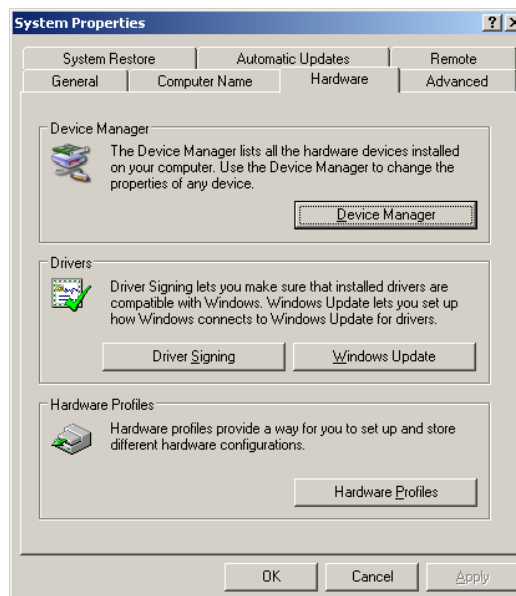 System Properties
System Restore Automatic Updates Remote
General Computer Name Hardware Advanced
Device Manager
The Device Manager lists all the hardware devices installed
on your computer. Use the Device Manager to change the
properties of any device.
Device Manager
Drivers
Driver Signing lets you make sure that installed drivers are
compatible with Windows. Windows Update lets you set up
how Windows connects to Windows Update for drivers.
Driver Signing Windows Update
Hardware Profiles
Hardware profiles provide a way for you to set up and store
different hardware configurations.
Hardware Profiles
OK Cancel Apply